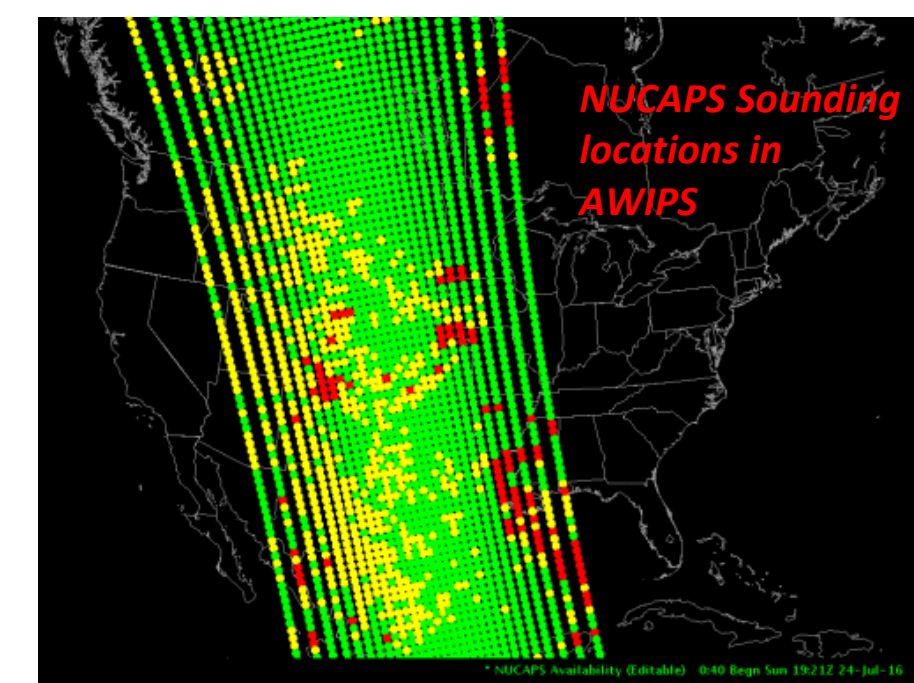 NUCAPS Sounding
locations in
AWIPS
* NUCAPS Availability (Editable) 0:40 Begn Sun 19:21Z 24-Jul-16